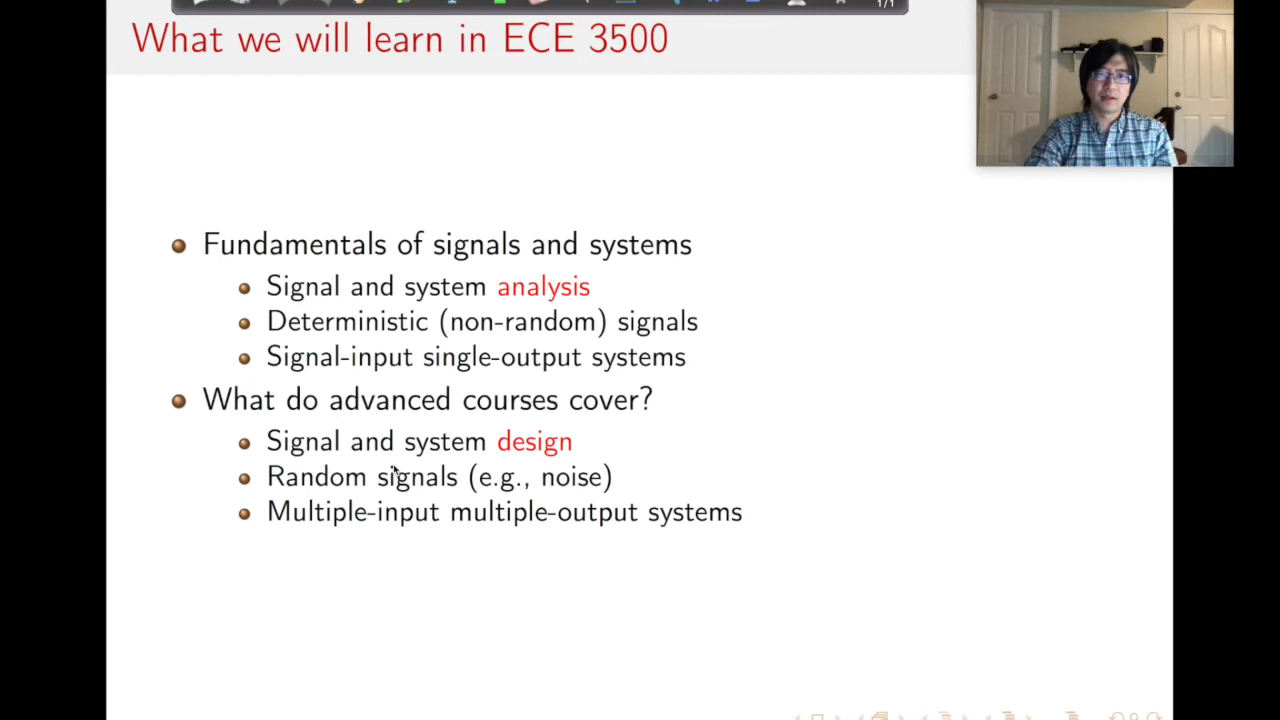 1/1
What we will learn in ECE 3500
Fundamentals of signals and systems
Signal and system analysis
Deterministic (non-random) signals
Signal-input single-output systems
What do advanced courses cover?
Signal and system design
Random signals (e.g., noise)
Multiple-input multiple-output systems